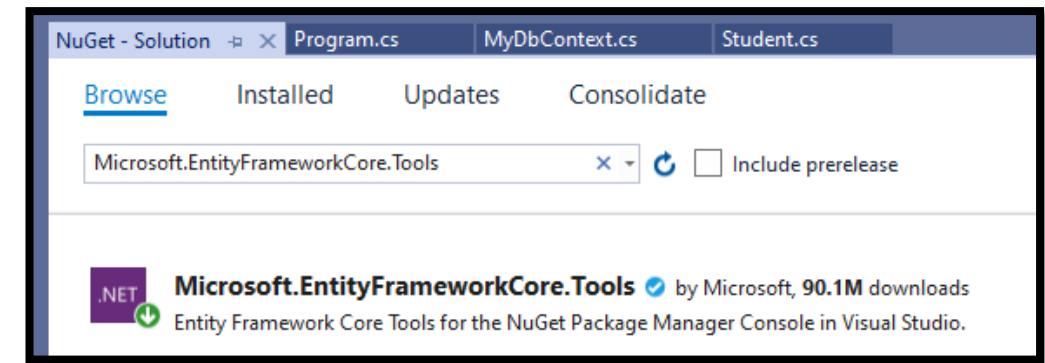 NuGet - Solution Program.cs MyDbContext.cs Student.cs
Browse Installed Updates Consolidate
Microsoft.EntityFrameworkCore.Tools Include prerelease
.NET Microsoft.EntityFrameworkCore.Tools by Microsoft, 90.1M downloads
Entity Framework Core Tools for the NuGet Package Manager Console in Visual Studio.